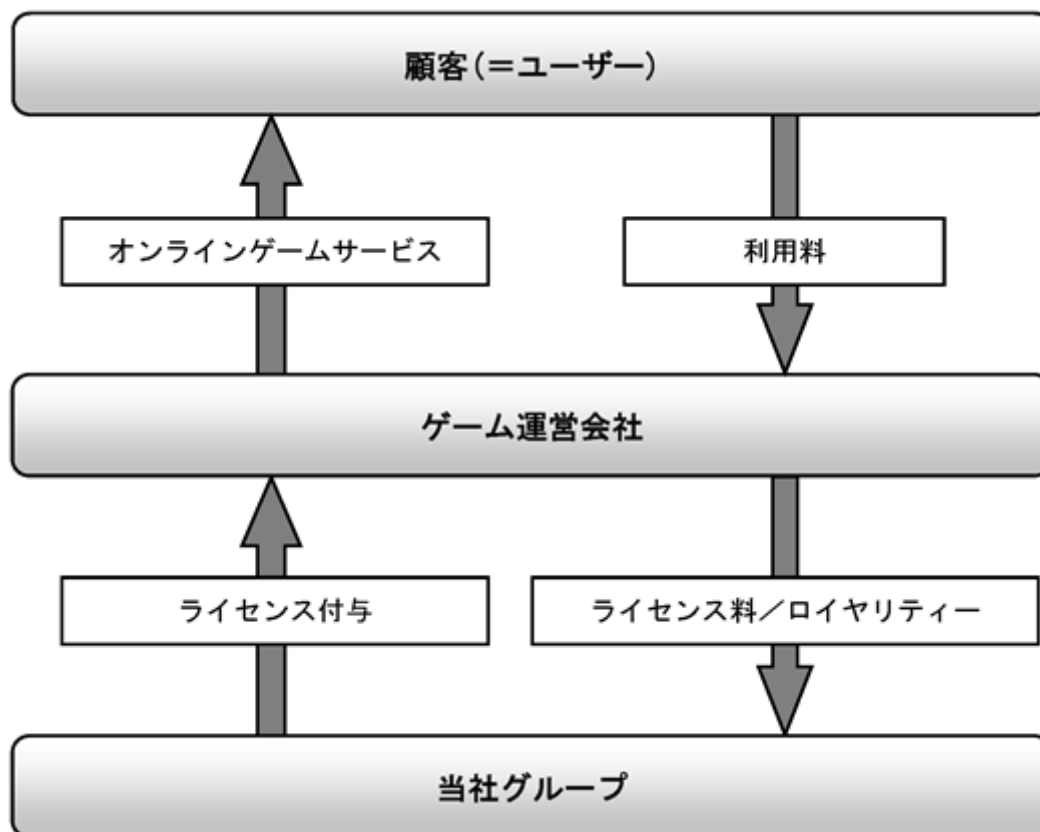 顧客(=ユーザー)
オンラインゲームサービス
利用料
ゲーム運営会社
ライセンス付与
ライセンス料／ロイヤリティー
当社グループ